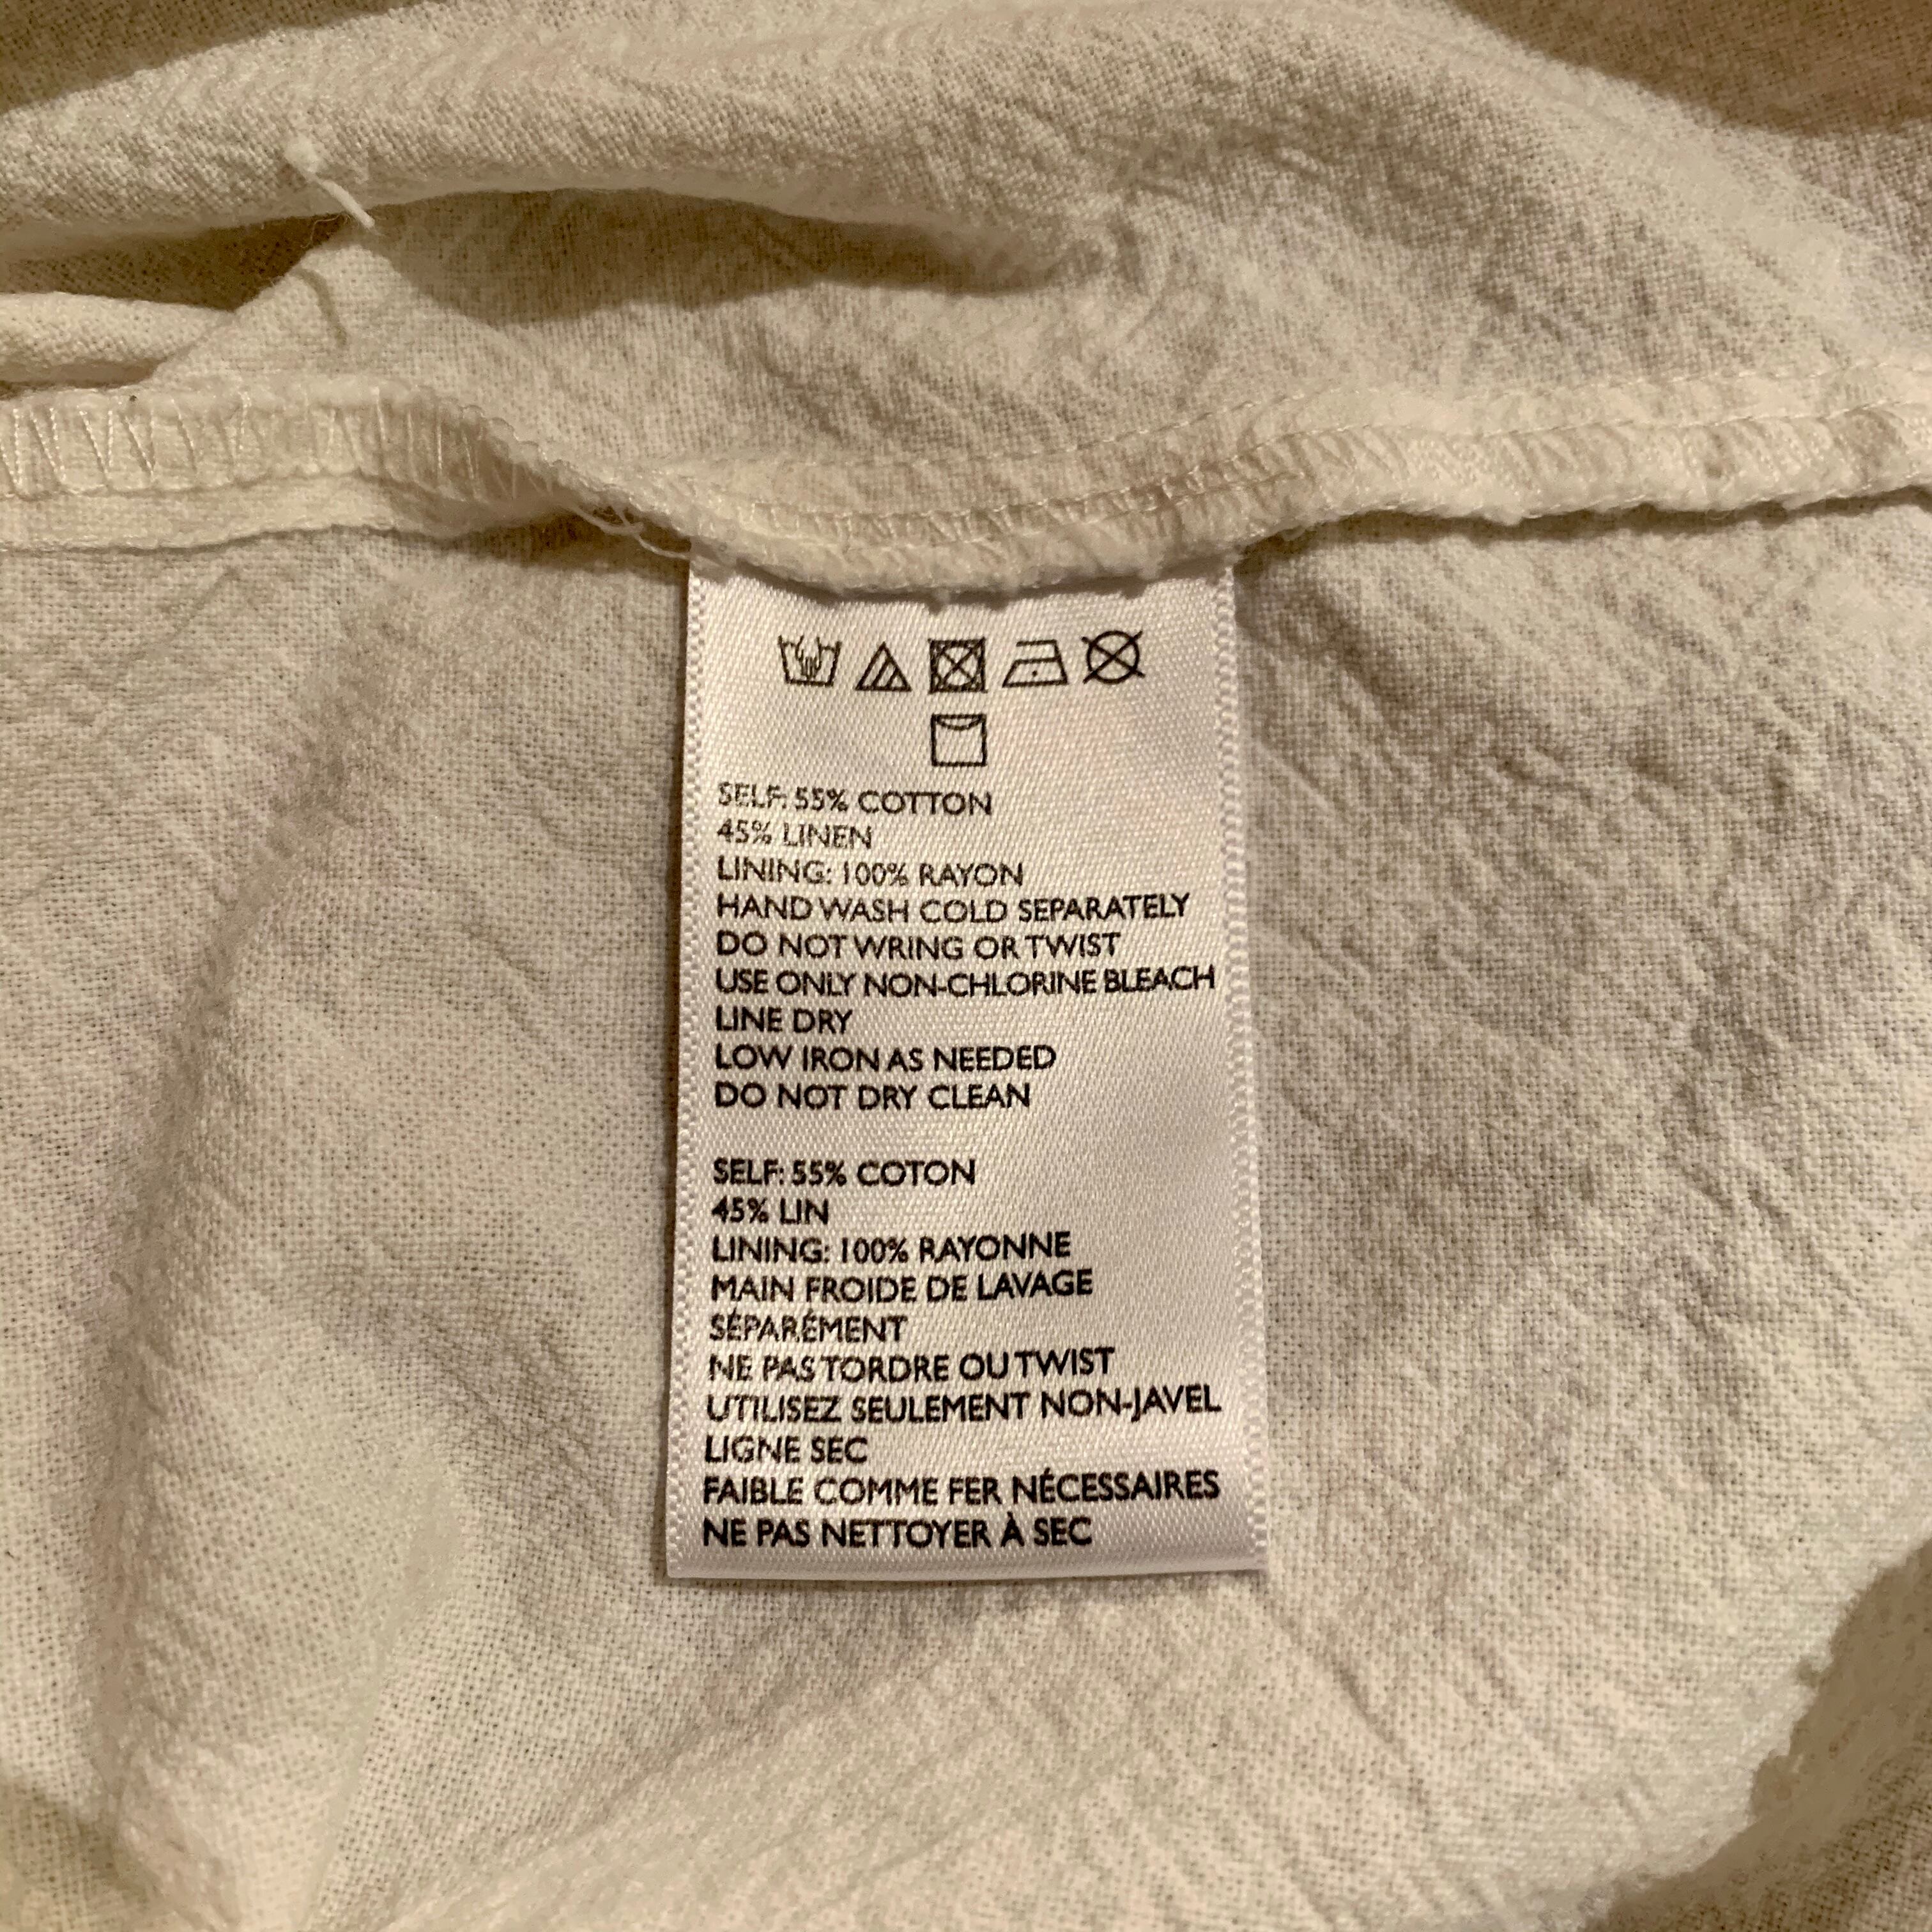 SELF: 55% COTTON
45% LINEN
LINING: 100% RAYON
HAND WASH COLD SEPARATELY
DO NOT WRING OR TWIST
USE ONLY NON-CHLORINE BLEACH
LINE DRY
LOW IRON AS NEEDED
DO NOT DRY CLEAN
SELF: 55% COTON
45% LIN
LINING: 100% RAYONNE
MAIN FROIDE DE LAVAGE
SÉPARÉMENT
NE PAS TORDRE OU TWIST
UTILISEZ SEULEMENT NON-JAVEL
LIGNE SEC
FAIBLE COMME FER NÉCESSAIRES
NE PAS NETTOYER À SEC